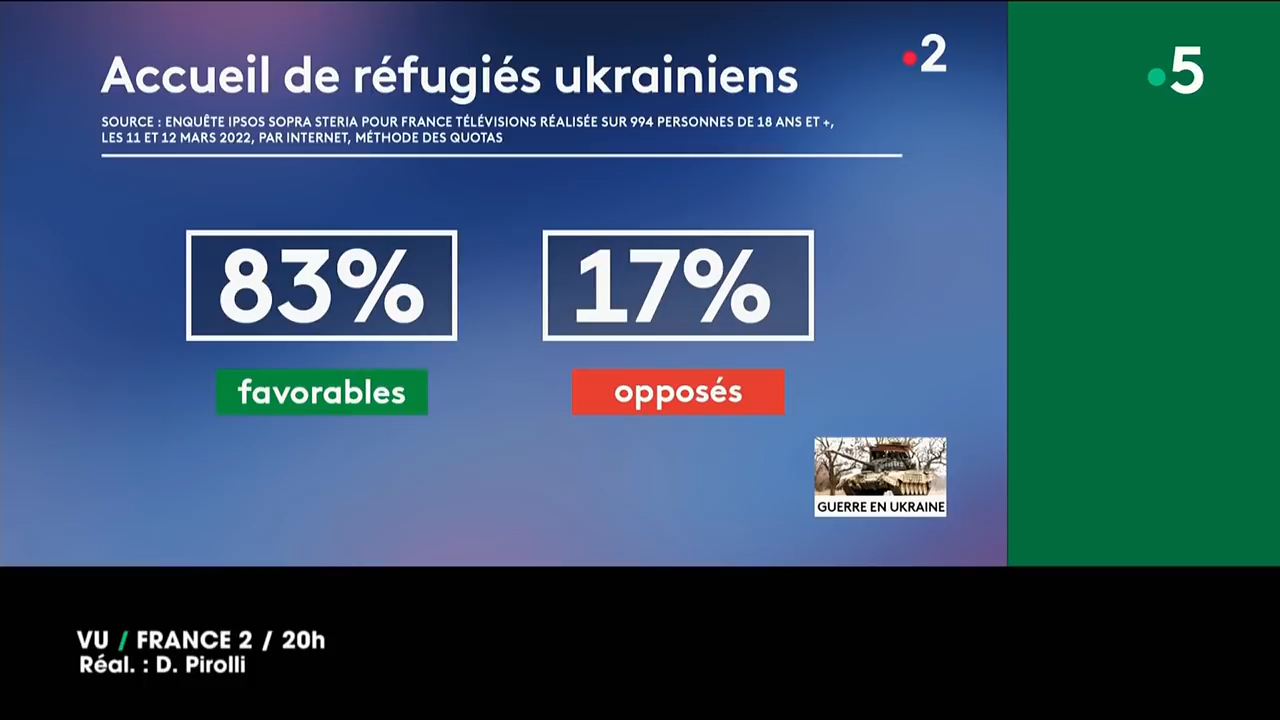 Accueil de réfugiés ukrainiens
2
5
SOURCE : ENQUÊTE IPSOS SOPRA STERIA POUR FRANCE TÉLÉVISIONS RÉALISÉE SUR 994 PERSONNES DE 18 ANS ET +,
LES 11 ET 12 MARS 2022, PAR INTERNET, MÉTHODE DES QUOTAS
83% 17%
favorables opposés
GUERRE EN UKRAINE
VU / FRANCE 2 / 20h
Réal. : D. Pirolli